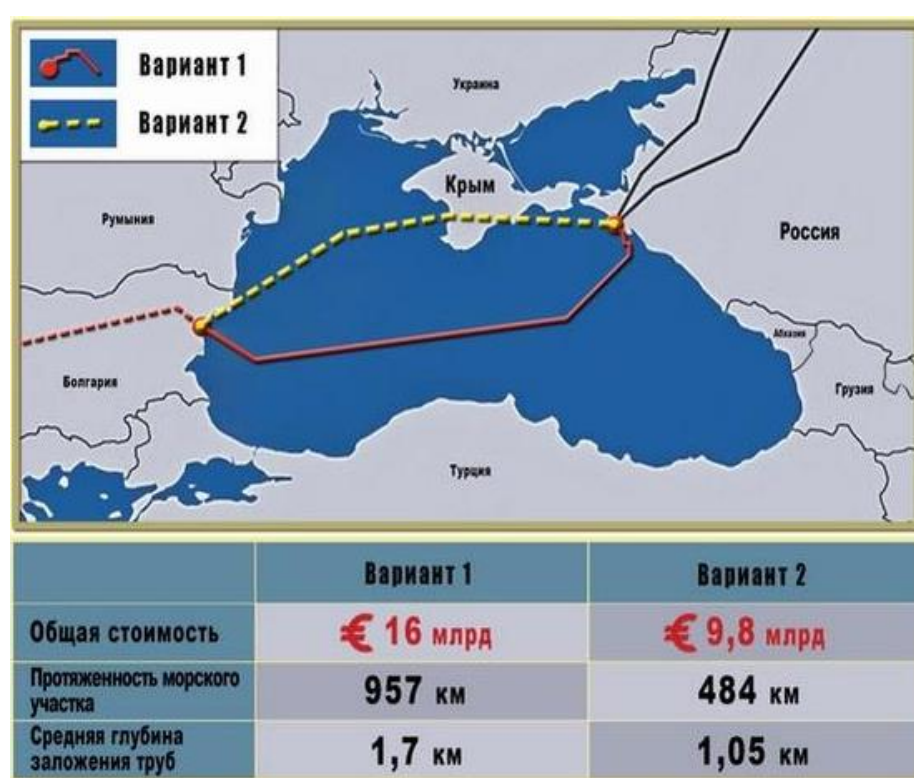 Вариант 1
Вариант 2
Украина
Крым
Румыния
Россия
Абхазия
Болгария
Грузия
Турция
Вариант 1
Вариант 2
Общая стоимость
€ 16 млрд
€ 9,8 млрд
Протяженность морского
участка
957 км
484 км
Средняя глубина
заложения труб
1,7 км
1,05 км